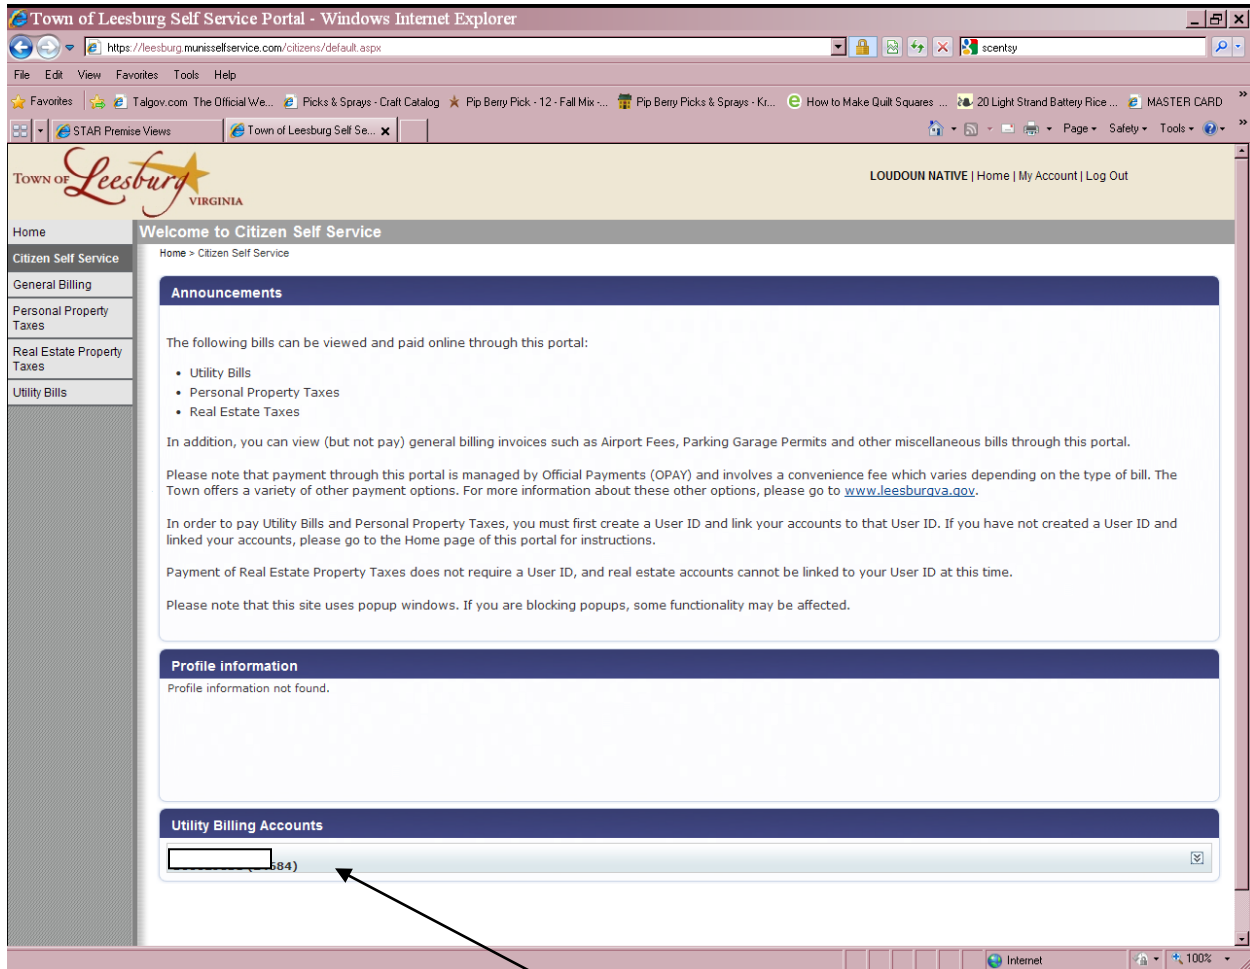 Town of Leesburg Self Service Portal - Windows Internet Explorer
https://leesburg.munisselfservice.com/citizens/default.aspx
scentsy
File Edit View Favorites Tools Help
Favorites Talgov.com The Official We... Picks & Sprays - Craft Catalog Pip Berry Pick - 12 - Fall Mix -... Pip Berry Picks & Sprays - Kr... How to Make Quilt Squares ... 20 Light Strand Battery Rice ... MASTER CARD
STAR Premise Views Town of Leesburg Self Se... Page Safety Tools
TOWN OF Leesburg
VIRGINIA
LOUDOUN NATIVE | Home | My Account | Log Out
Home
Citizen Self Service
General Billing
Personal Property
Taxes
Real Estate Property
Taxes
Utility Bills
Welcome to Citizen Self Service
Home > Citizen Self Service
Announcements
The following bills can be viewed and paid online through this portal:
• Utility Bills
• Personal Property Taxes
• Real Estate Taxes
In addition, you can view (but not pay) general billing invoices such as Airport Fees, Parking Garage Permits and other miscellaneous bills through this portal.
Please note that payment through this portal is managed by Official Payments (OPAY) and involves a convenience fee which varies depending on the type of bill. The
Town offers a variety of other payment options. For more information about these other options, please go to www.leesburgva.gov.
In order to pay Utility Bills and Personal Property Taxes, you must first create a User ID and link your accounts to that User ID. If you have not created a User ID and
linked your accounts, please go to the Home page of this portal for instructions.
Payment of Real Estate Property Taxes does not require a User ID, and real estate accounts cannot be linked to your User ID at this time.
Please note that this site uses popup windows. If you are blocking popups, some functionality may be affected.
Profile information
Profile information not found.
Utility Billing Accounts
684)
Internet 100%